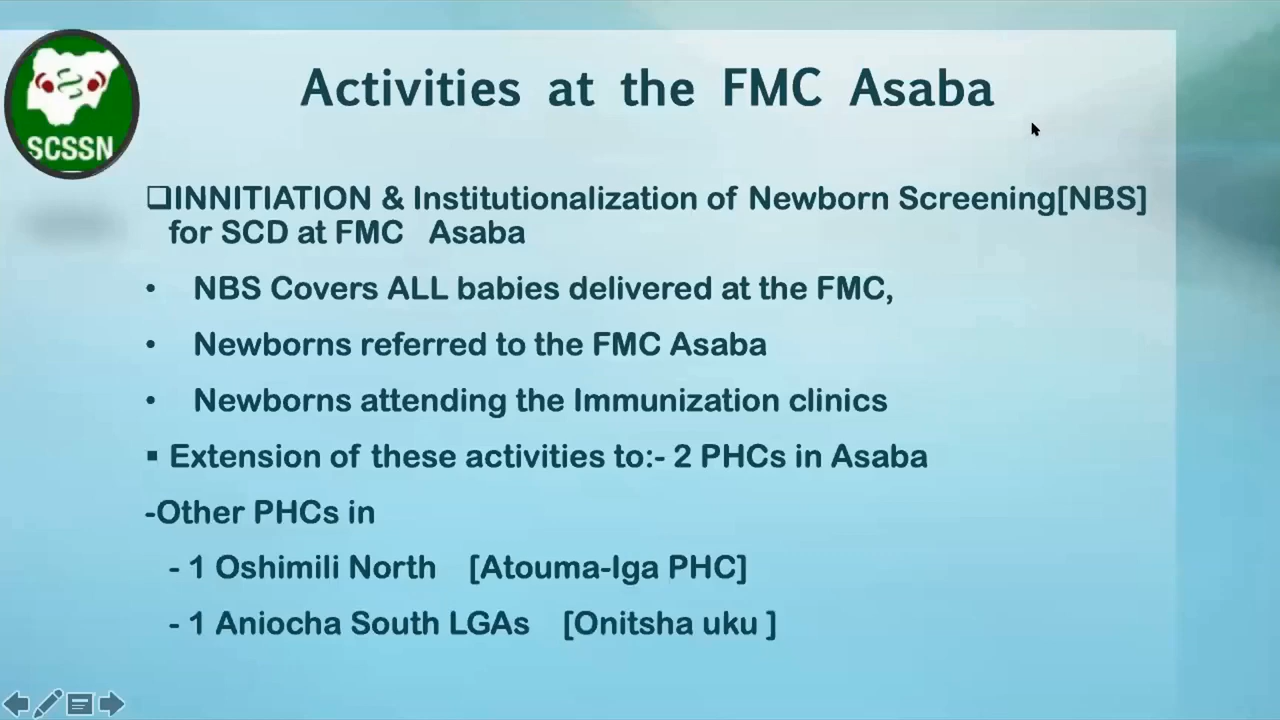 SCSSN
Activities at the FMC Asaba
❑INNITIATION & Institutionalization of Newborn Screening[NBS]
for SCD at FMC Asaba
• NBS Covers ALL babies delivered at the FMC,
• Newborns referred to the FMC Asaba
• Newborns attending the Immunization clinics
▪ Extension of these activities to:- 2 PHCs in Asaba
-Other PHCs in
- 1 Oshimili North [Atouma-Iga PHC]
- 1 Aniocha South LGAs [Onitsha uku ]